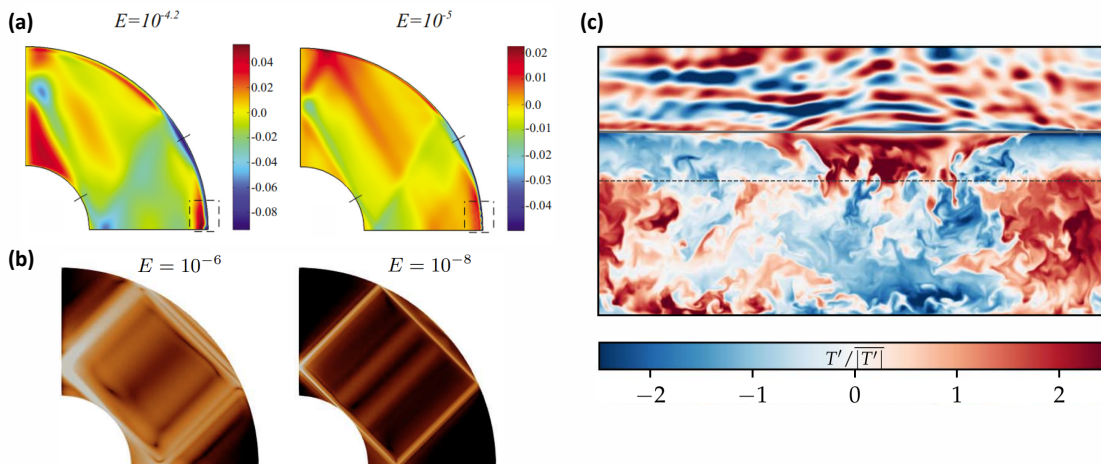 (a)
E=10^-4.2
E=10^-5
0.04
0.02
0.0
-0.02
-0.04
-0.06
-0.08
0.02
0.01
0.0
-0.01
-0.02
-0.03
-0.04
(b)
E = 10^−6
E = 10^−8
(c)
T′/|T′|
−2
−1
0
1
2